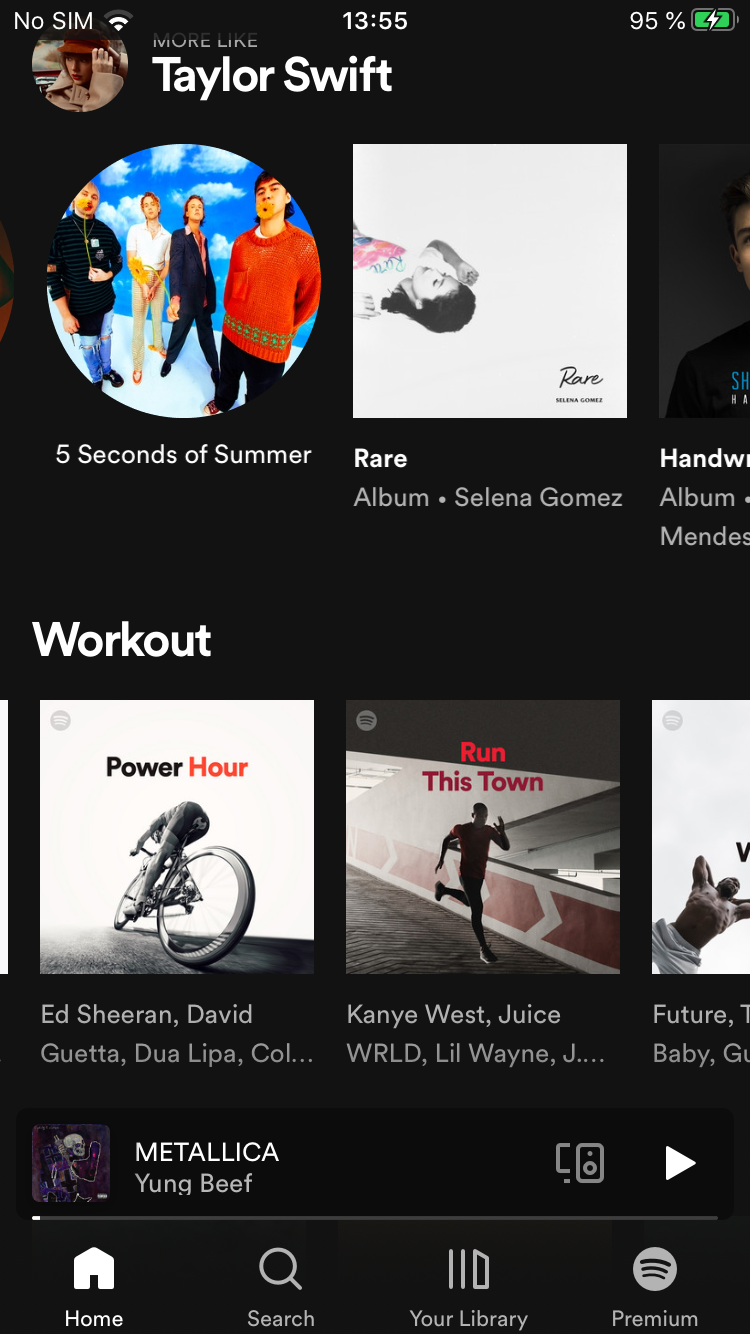 No SIM 13:55 95 %
MORE LIKE
Taylor Swift
Rare
SELENA GOMEZ
5 Seconds of Summer
Rare
Album • Selena Gomez
Album •
Mendes
Workout
Power Hour
Run
This Town
Ed Sheeran, David
Guetta, Dua Lipa, Col...
Kanye West, Juice
WRLD, Lil Wayne, J....
Future, T
Baby, Gu
METALLICA
Yung Beef
Home
Search
Your Library
Premium